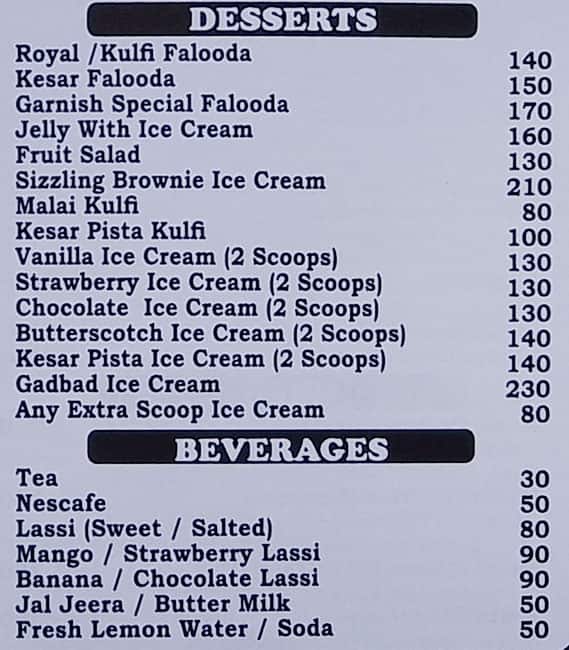 DESSERTS
Royal /Kulfi Falooda 140
Kesar Falooda 150
Garnish Special Falooda 170
Jelly With Ice Cream 160
Fruit Salad 130
Sizzling Brownie Ice Cream 210
Malai Kulfi 80
Kesar Pista Kulfi 100
Vanilla Ice Cream (2 Scoops) 130
Strawberry Ice Cream (2 Scoops) 130
Chocolate Ice Cream (2 Scoops) 130
Butterscotch Ice Cream (2 Scoops) 140
Kesar Pista Ice Cream (2 Scoops) 140
Gadbad Ice Cream 230
Any Extra Scoop Ice Cream 80
BEVERAGES
Tea 30
Nescafe 50
Lassi (Sweet / Salted) 80
Mango / Strawberry Lassi 90
Banana / Chocolate Lassi 90
Jal Jeera / Butter Milk 50
Fresh Lemon Water / Soda 50